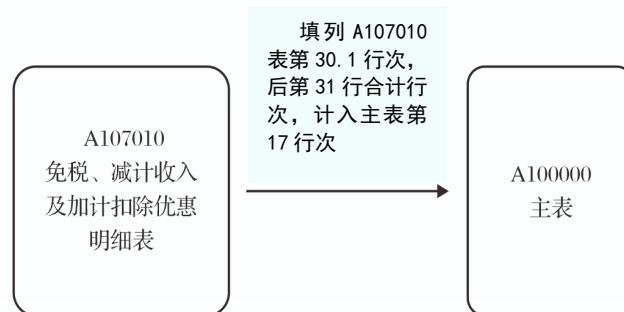 填列 A107010
表第 30.1 行次，
后第 31 行合计行
次，计入主表第
17 行次
A107010
免税、减计收入
及加计扣除优惠
明细表
A100000
主表